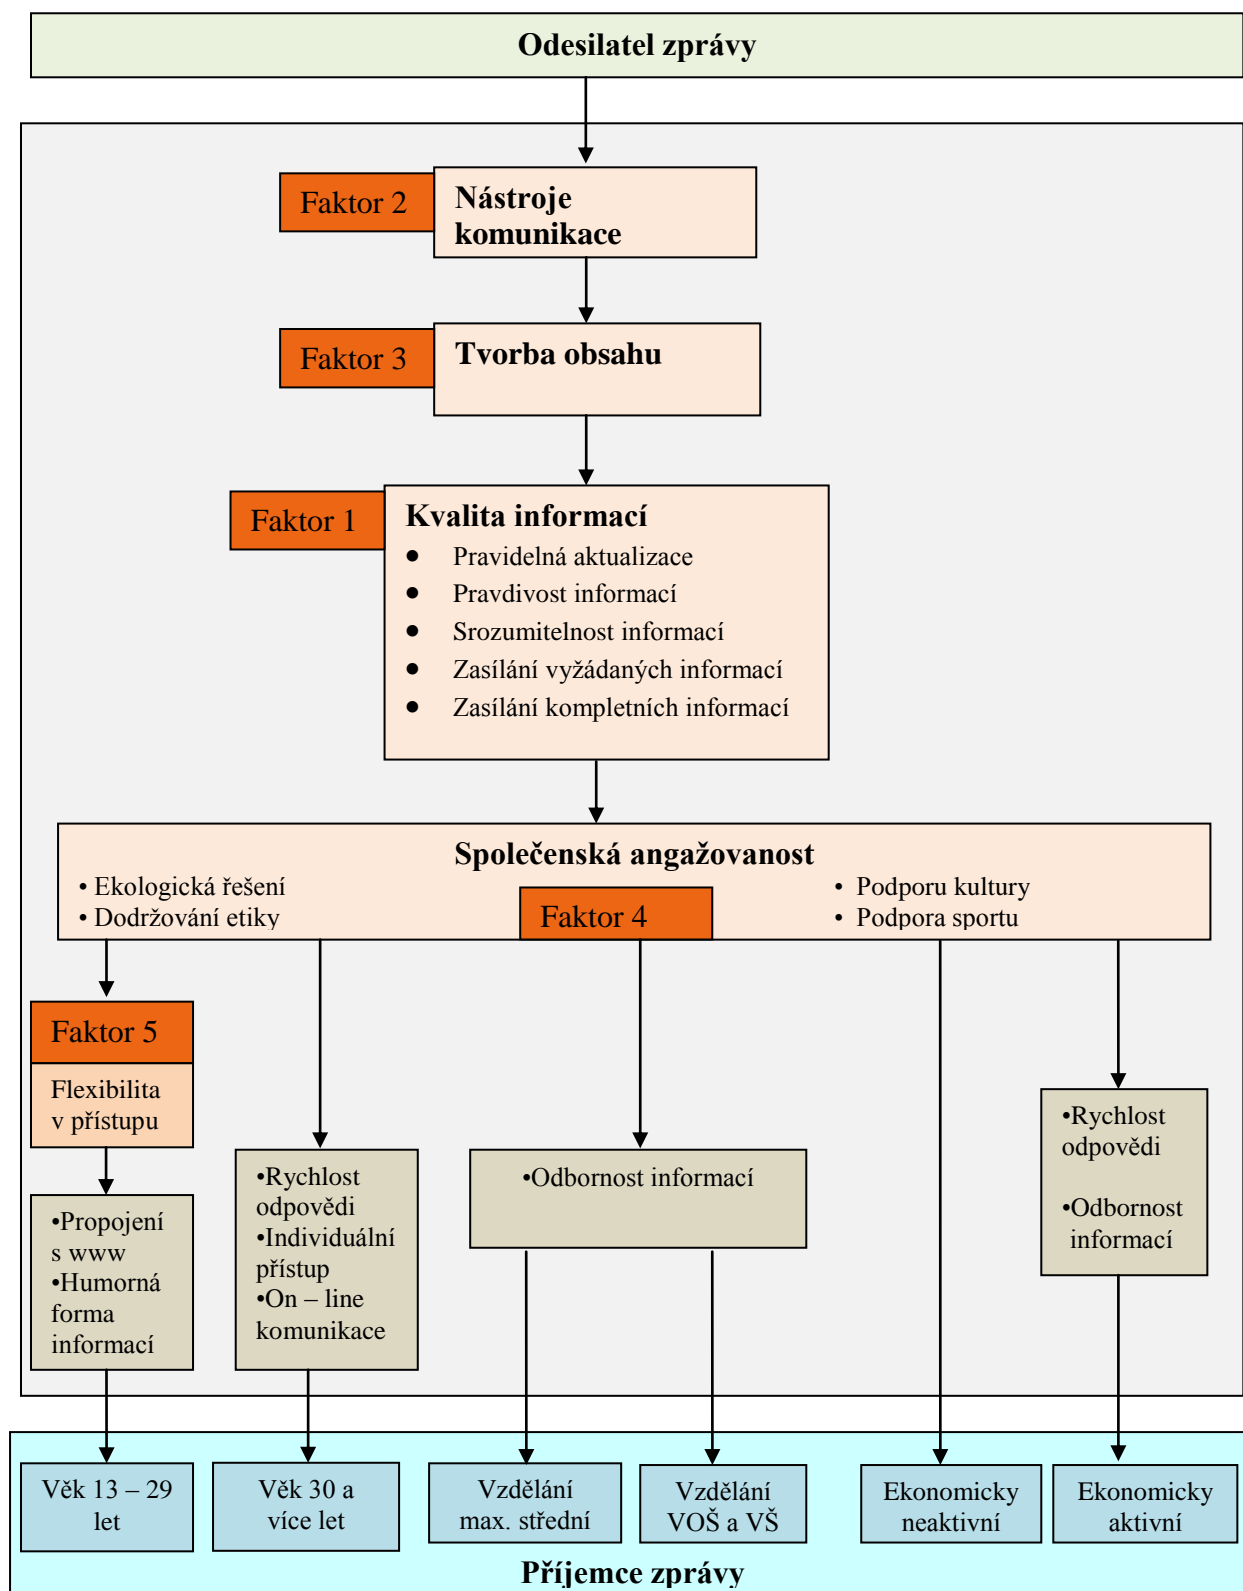 Odesilatel zprávy
Faktor 2
Nástroje
komunikace
Faktor 3
Tvorba obsahu
Faktor 1
Kvalita informací
• Pravidelná aktualizace
• Pravdivost informací
• Srozumitelnost informací
• Zasílání vyžádaných informací
• Zasílání kompletních informací
Společenská angažovanost
• Ekologická řešení
• Dodržování etiky
Faktor 4
• Podporu kultury
• Podpora sportu
Faktor 5
Flexibilita
v přístupu
•Propojení
s www
•Humorná
forma
informací
•Rychlost
odpovědi
•Individuální
přístup
•On – line
komunikace
•Odbornost informací
•Rychlost
odpovědi
•Odbornost
informací
Věk 13 – 29
let
Věk 30 a
více let
Vzdělání
max. střední
Vzdělání
VOŠ a VŠ
Ekonomicky
neaktivní
Ekonomicky
aktivní
Příjemce zprávy